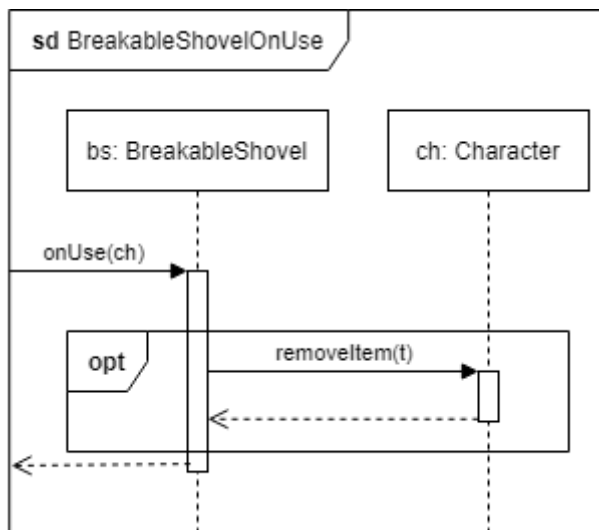 sd BreakableShovelOnUse
bs: BreakableShovel
ch: Character
onUse(ch)
opt
removeItem(t)